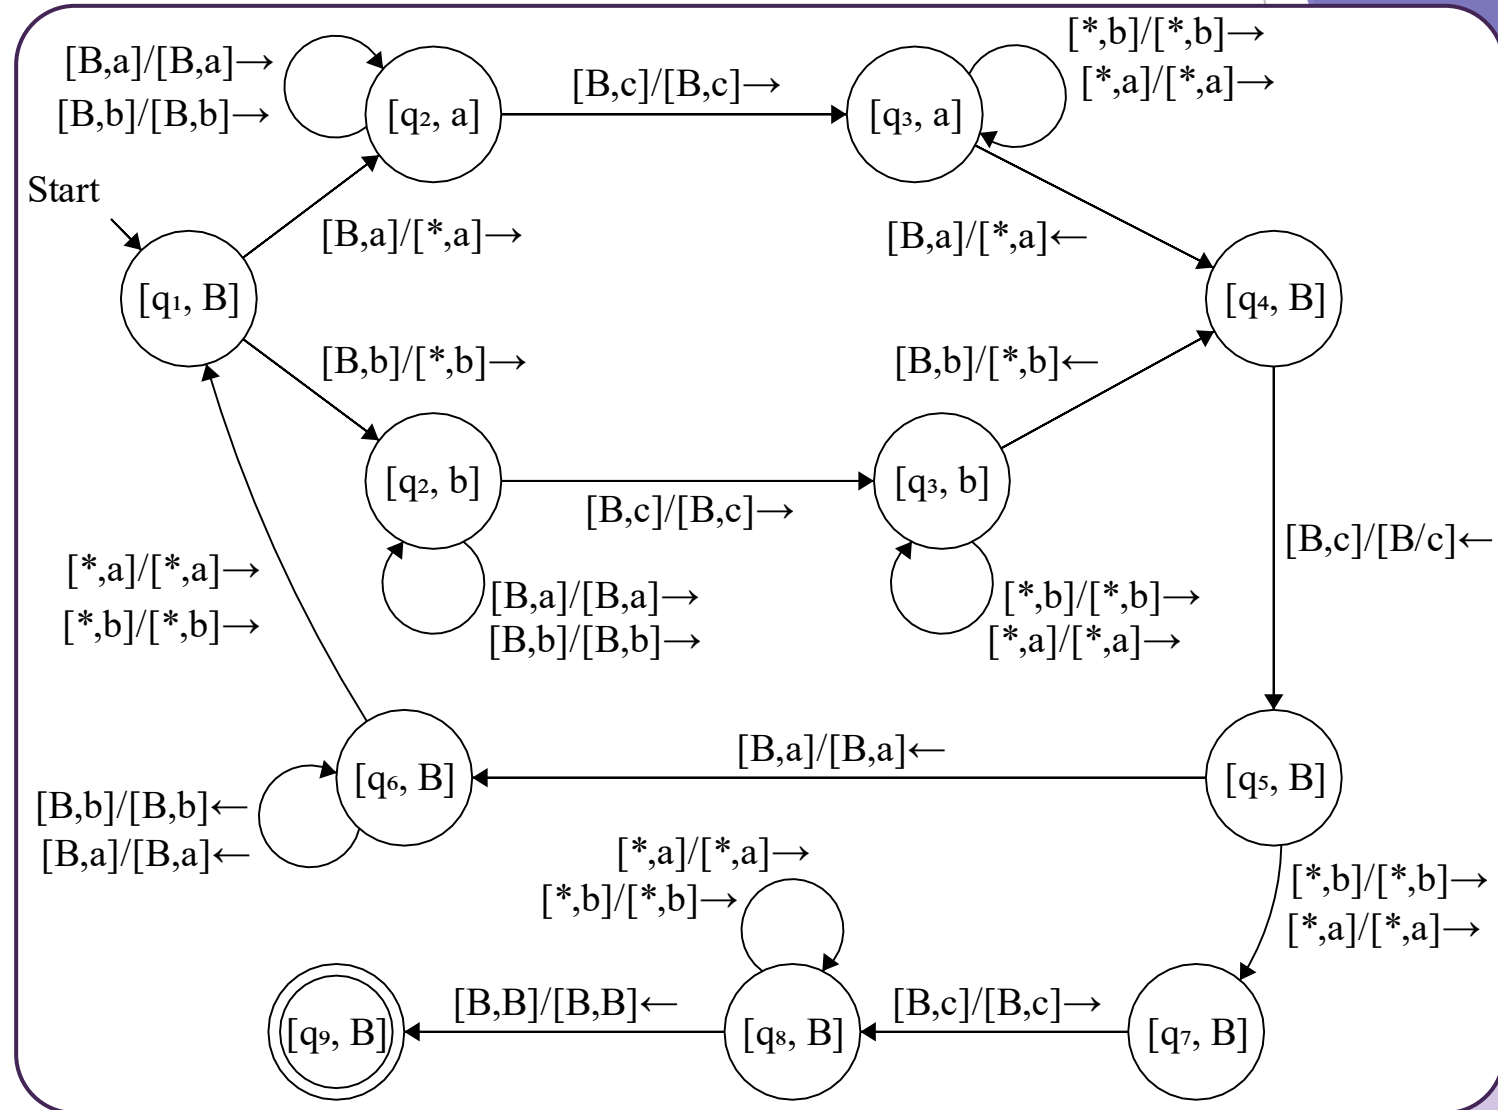 [B,a]/[B,a]→
[B,b]/[B,b]→
[q₂, a]
[B,c]/[B,c]→
[q₃, a]
[*,b]/[*,b]→
[*,a]/[*,a]→
Start
[B,a]/[*,a]→
[B,a]/[*,a]←
[q₁, B]
[q₄, B]
[B,b]/[*,b]→
[B,b]/[*,b]←
[q₂, b]
[B,c]/[B,c]→
[q₃, b]
[B,c]/[B/c]←
[*,a]/[*,a]→
[*,b]/[*,b]→
[B,a]/[B,a]→
[B,b]/[B,b]→
[*,b]/[*,b]→
[*,a]/[*,a]→
[B,a]/[B,a]←
[q₆, B]
[q₅, B]
[B,b]/[B,b]←
[B,a]/[B,a]←
[*,a]/[*,a]→
[*,b]/[*,b]→
[*,b]/[*,b]→
[*,a]/[*,a]→
[q₉, B]
[B,B]/[B,B]←
[q₈, B]
[B,c]/[B,c]→
[q₇, B]